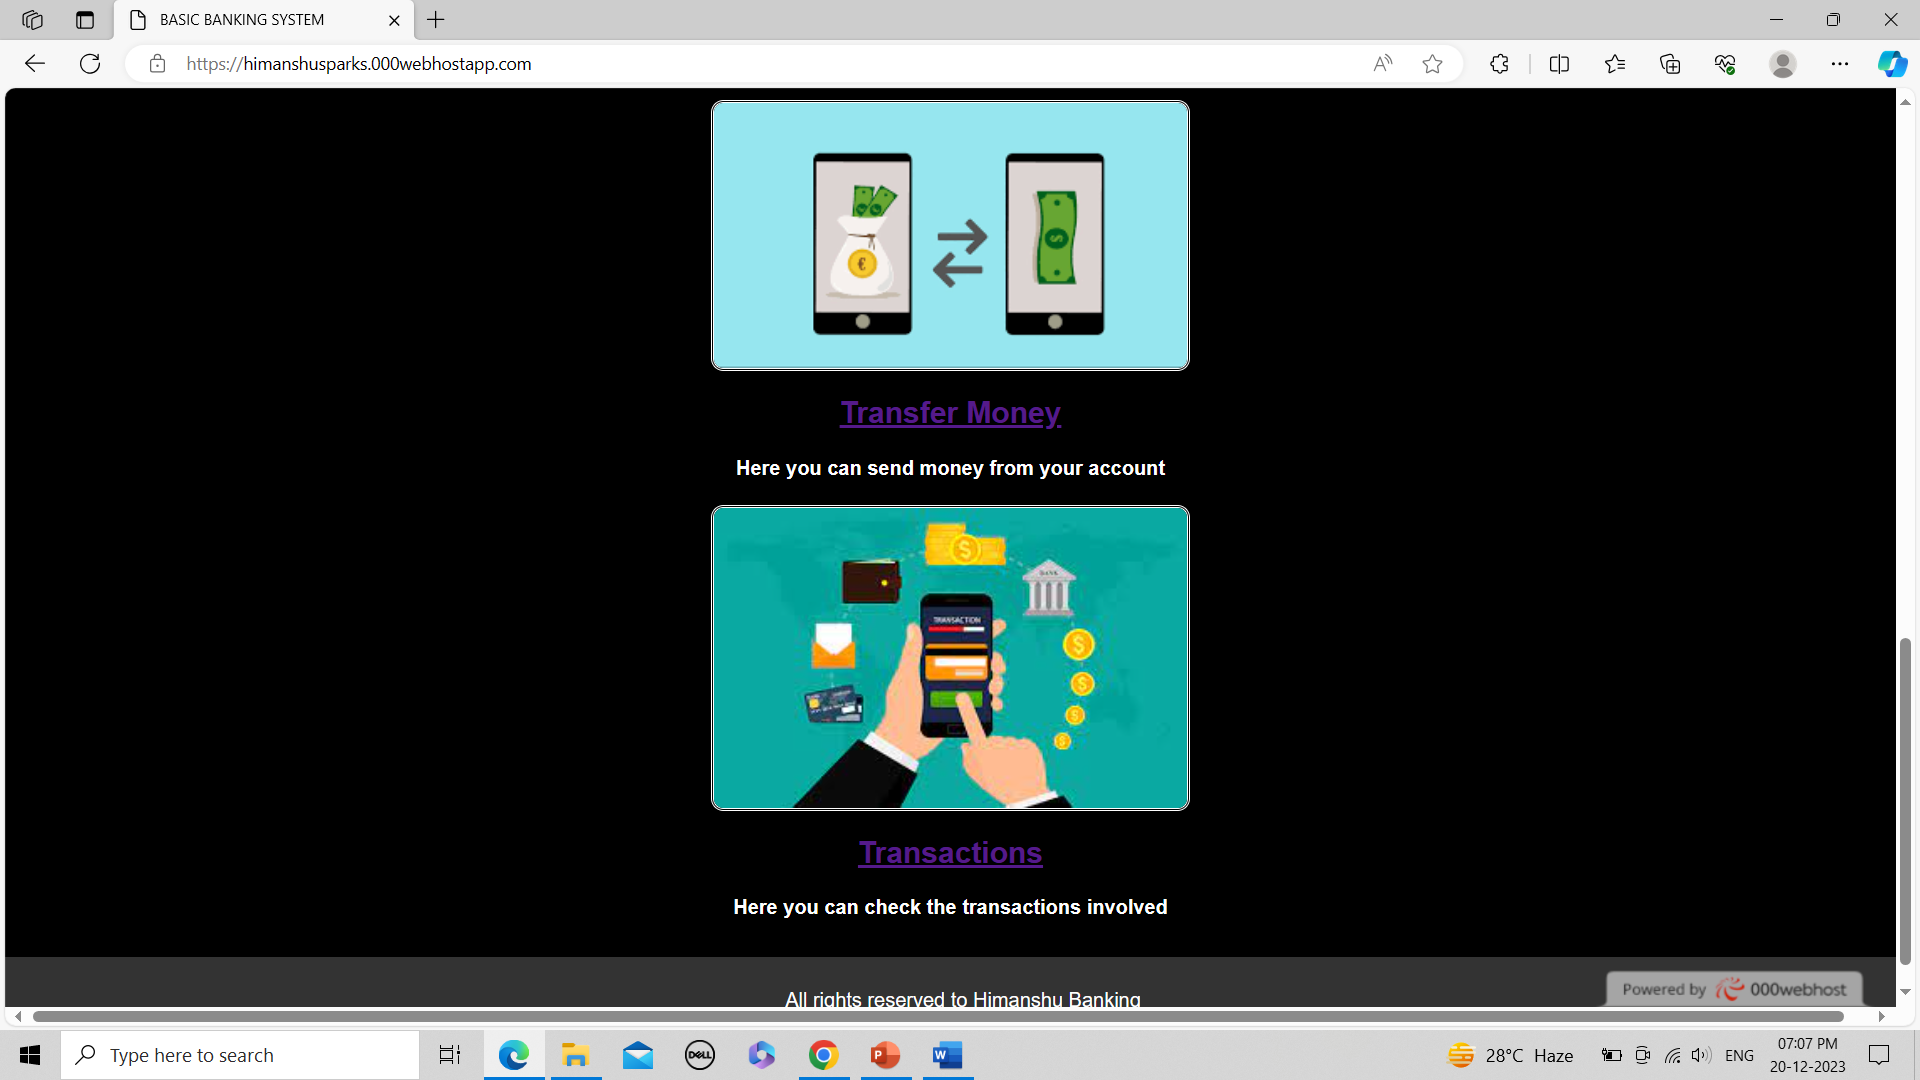 BASIC BANKING SYSTEM
https://himanshusparks.000webhostapp.com
€
$
Transfer Money
Here you can send money from your account
$
BANK
TRANSACTION
$
$
$
$
Transactions
Here you can check the transactions involved
All rights reserved to Himanshu Banking
Powered by 000webhost
Type here to search
DELL
P
W
28°C Haze
ENG
07:07 PM
20-12-2023